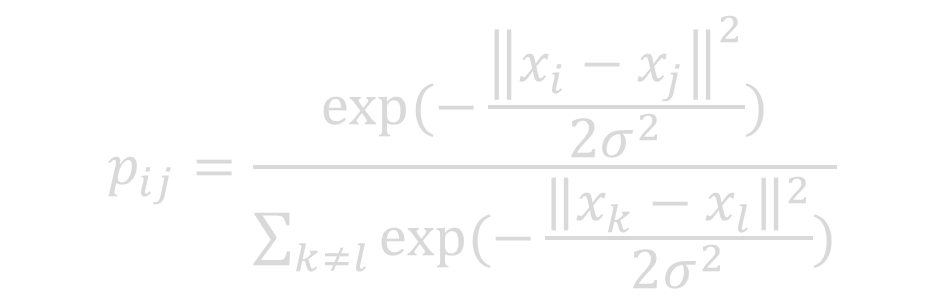 p_{ij} = \frac{\exp(-\frac{\|x_i - x_j\|^2}{2\sigma^2})}{\sum_{k \neq l} \exp(-\frac{\|x_k - x_l\|^2}{2\sigma^2})}